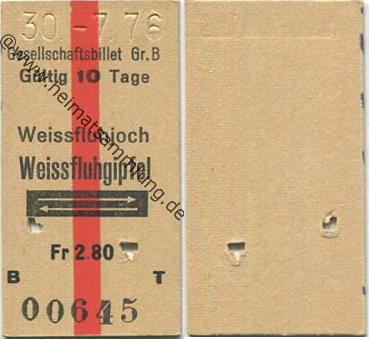 30.-7.76
Gesellschaftsbillet Gr.B
Gültig 10 Tage
Weissfluhjoch
Weissfluhgipfel
Fr 2.80
B T
00645
©www.heimatsammlung.de